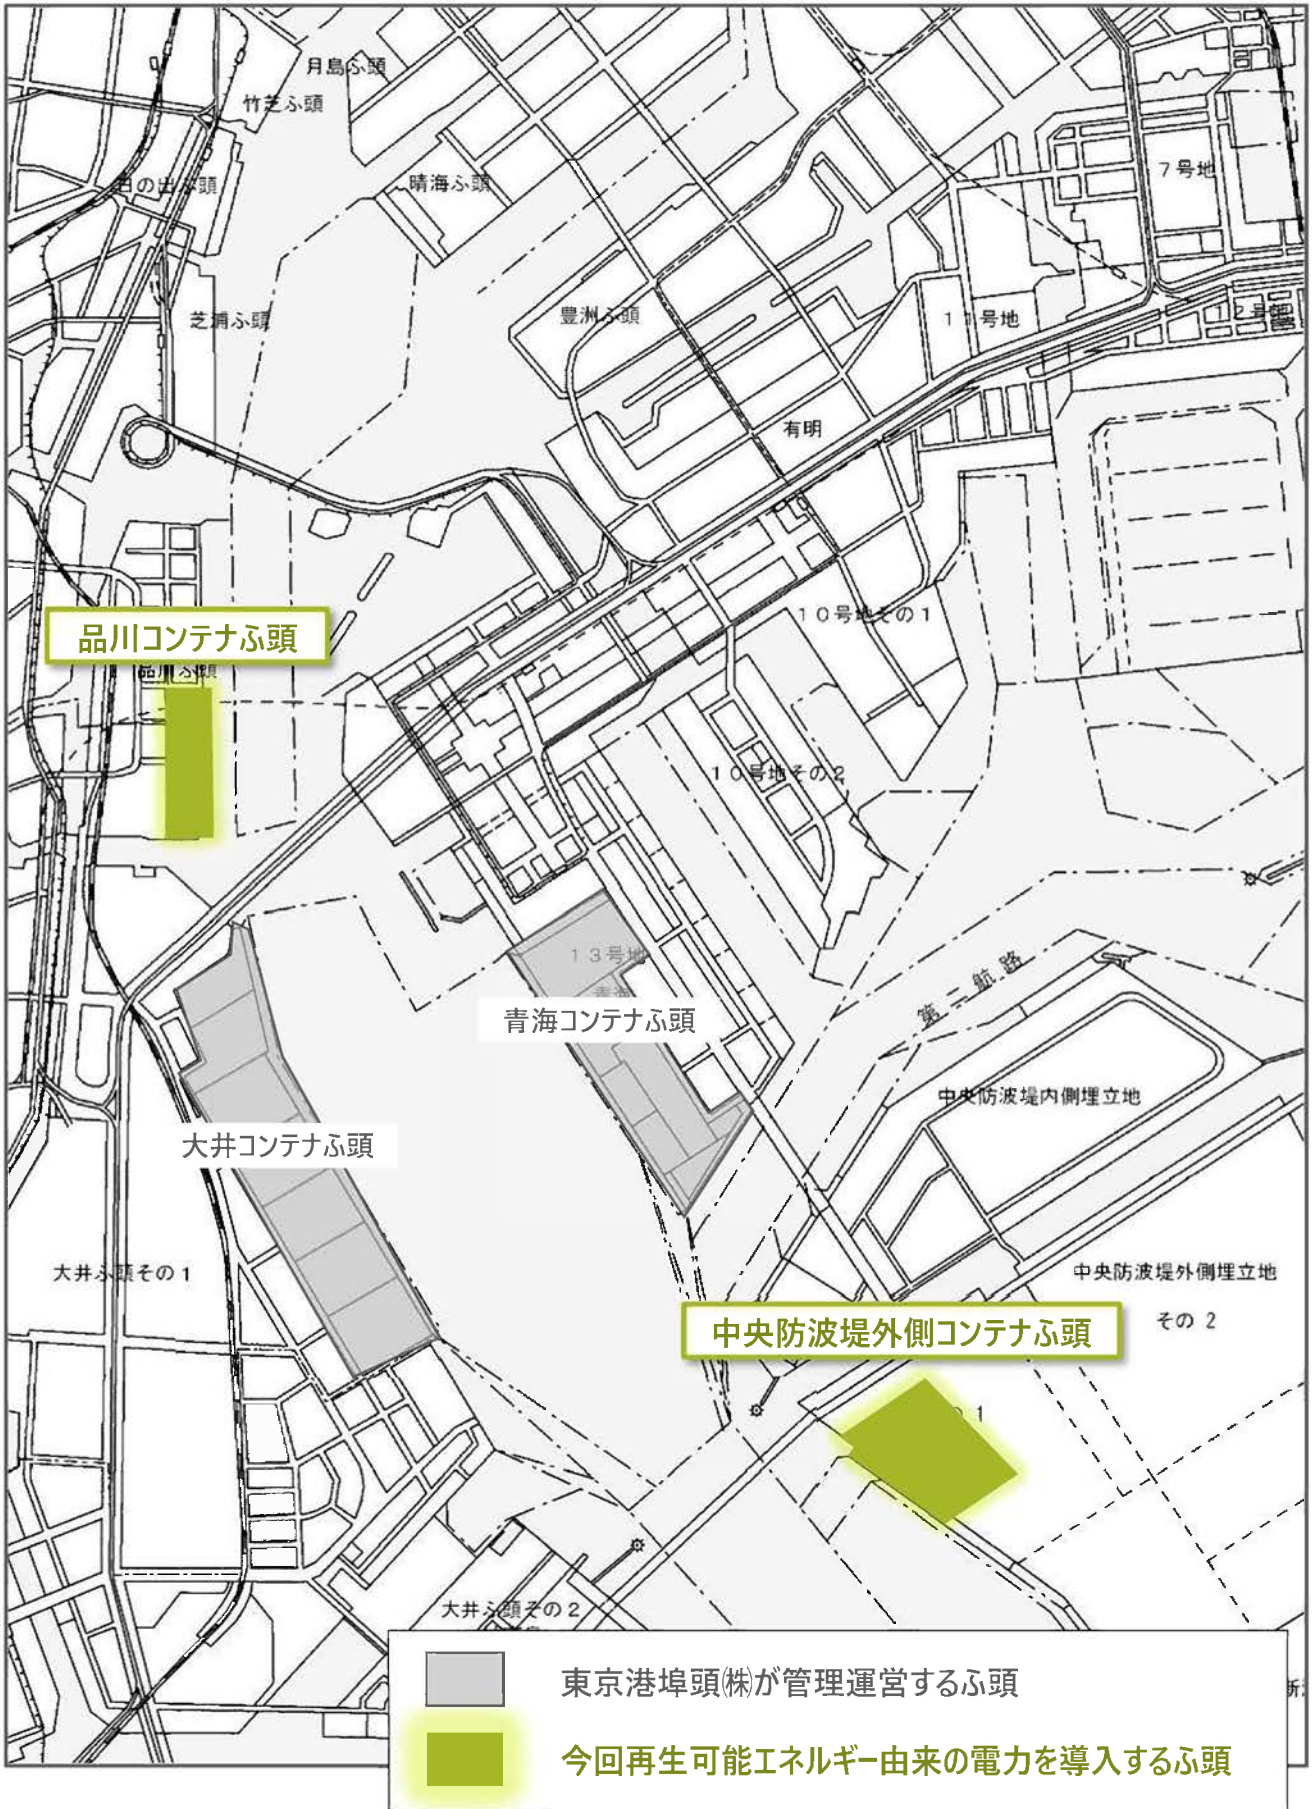 月島ふ頭
竹芝ふ頭
日の出ふ頭
晴海ふ頭
7号地
芝浦ふ頭
豊洲ふ頭
11号地
12号地
有明
10号地その1
品川コンテナふ頭
品川ふ頭
10号地その2
13号地
青海
青海コンテナふ頭
第二航路
中央防波堤内側埋立地
大井コンテナふ頭
大井ふ頭その1
中央防波堤外側埋立地
その2
中央防波堤外側コンテナふ頭
1
大井ふ頭その2
東京港埠頭㈱が管理運営するふ頭
今回再生可能エネルギー由来の電力を導入するふ頭